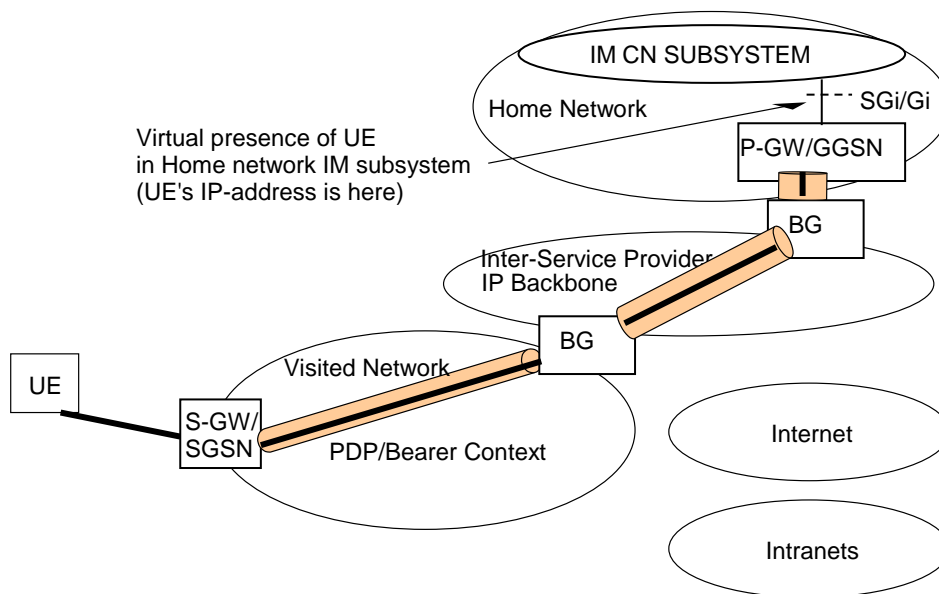 IM CN SUBSYSTEM
SGi/Gi
Home Network
Virtual presence of UE
in Home network IM subsystem
(UE's IP-address is here)
P-GW/GGSN
BG
Inter-Service Provider
IP Backbone
BG
Visited Network
UE
S-GW/
SGSN
PDP/Bearer Context
Internet
Intranets